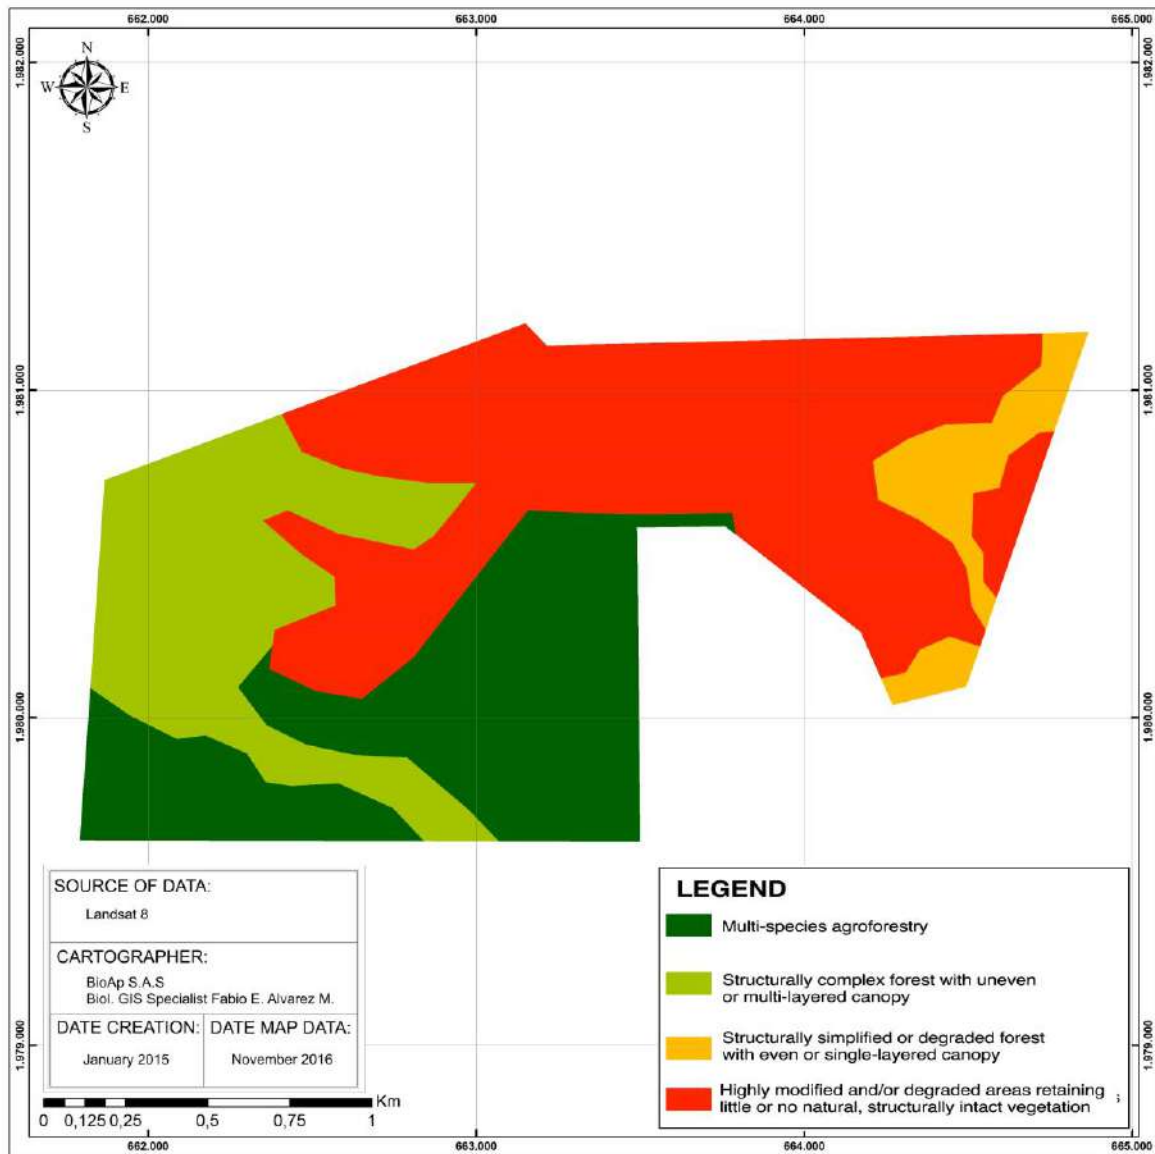 662.000 663.000 664.000 665.000
1.982.000 1.982.000
N
W E
S
1.981.000 1.981.000
1.980.000 1.980.000
SOURCE OF DATA:
Landsat 8
CARTOGRAPHER:
BioAp S.A.S
Biol. GIS Specialist Fabio E. Alvarez M.
DATE CREATION: DATE MAP DATA:
January 2015 November 2016
1.979.000 1.979.000
Km
0 0,125 0,25 0,5 0,75 1
LEGEND
Multi-species agroforestry
Structurally complex forest with uneven
or multi-layered canopy
Structurally simplified or degraded forest
with even or single-layered canopy
Highly modified and/or degraded areas retaining
little or no natural, structurally intact vegetation s
662.000 663.000 664.000 665.000